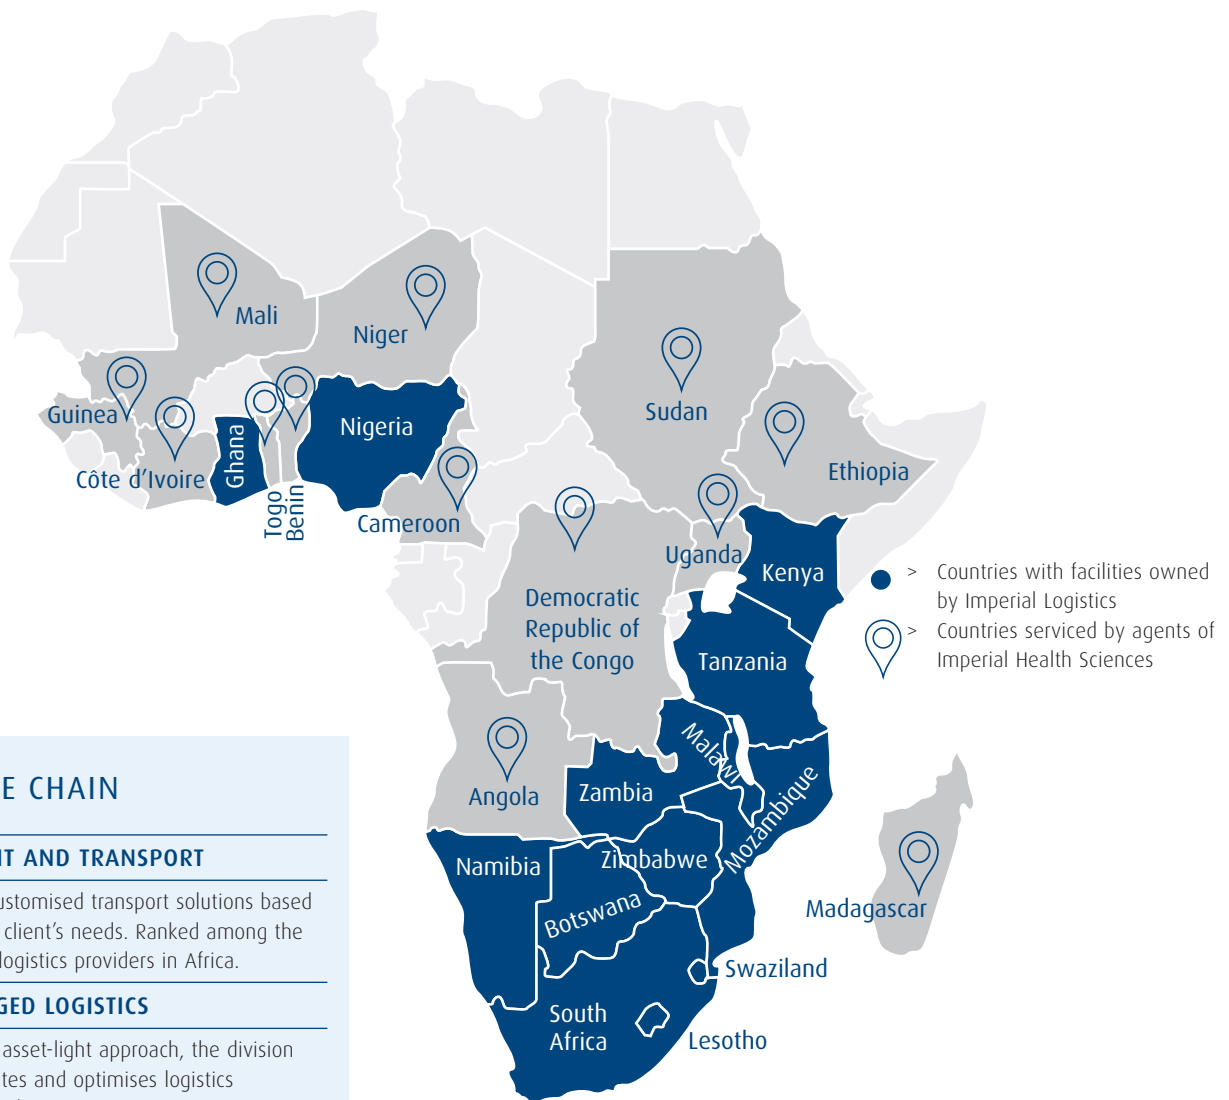 Mali
Niger
Guinea
Côte d'Ivoire
Ghana
Togo
Benin
Nigeria
Cameroon
Sudan
Ethiopia
Uganda
Kenya
Democratic
Republic of
the Congo
Tanzania
> Countries with facilities owned
by Imperial Logistics
> Countries serviced by agents of
Imperial Health Sciences
Angola
Zambia
Malawi
Mozambique
Namibia
Zimbabwe
Botswana
Madagascar
Swaziland
South
Africa
Lesotho
E CHAIN
T AND TRANSPORT
ustomised transport solutions based
client's needs. Ranked among the
logistics providers in Africa.
GED LOGISTICS
asset-light approach, the division
tes and optimises logistics